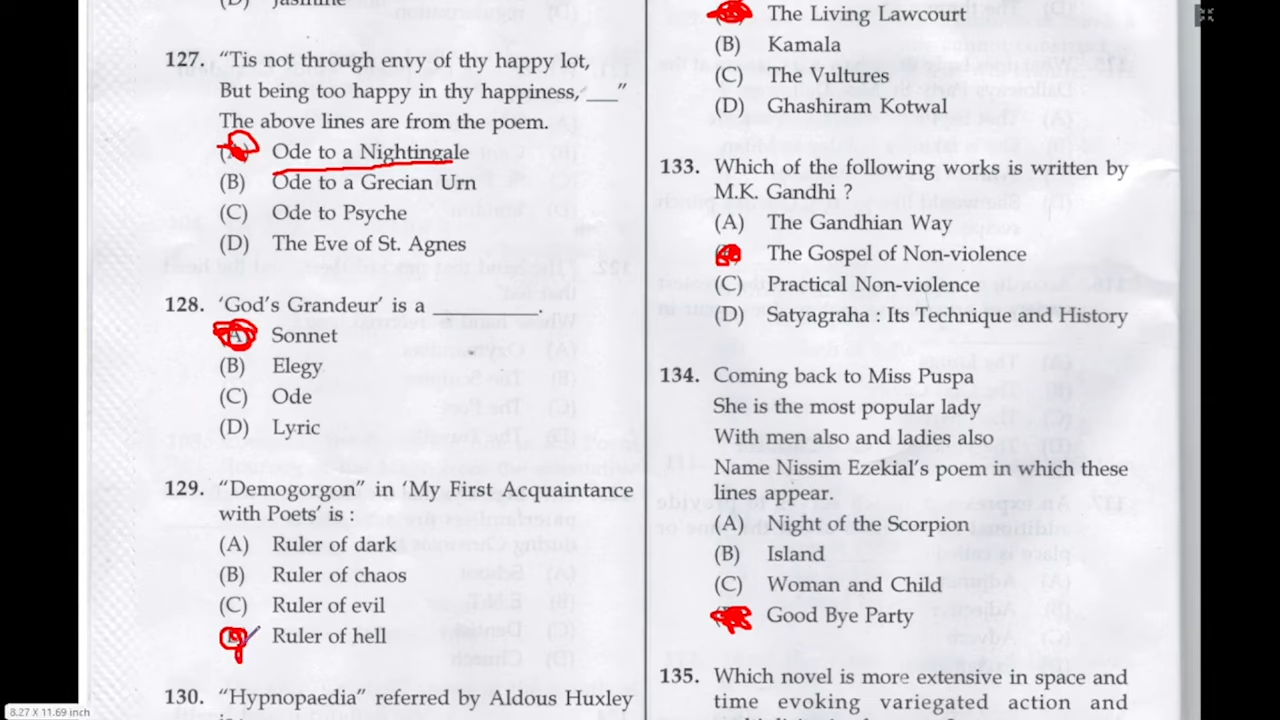 (D) Jasmine
127. “Tis not through envy of thy happy lot,
But being too happy in thy happiness, ___”
The above lines are from the poem.
(A) Ode to a Nightingale
(B) Ode to a Grecian Urn
(C) Ode to Psyche
(D) The Eve of St. Agnes
128. ‘God's Grandeur’ is a __________.
(A) Sonnet
(B) Elegy
(C) Ode
(D) Lyric
129. “Demogorgon” in ‘My First Acquaintance
with Poets’ is :
(A) Ruler of dark
(B) Ruler of chaos
(C) Ruler of evil
Ruler of hell
130. “Hypnopadia” referred by Aldous Huxley
The Living Lawcourt
(B) Kamala
(C) The Vultures
(D) Ghashiram Kotwal
133. Which of the following works is written by
M.K. Gandhi ?
(A) The Gandhian Way
The Gospel of Non-violence
(C) Practical Non-violence
(D) Satyagraha : Its Technique and History
134. Coming back to Miss Puspa
She is the most popular lady
With men also and ladies also
Name Nissim Ezekial's poem in which these
lines appear.
(A) Night of the Scorpion
(B) Island
(C) Woman and Child
Good Bye Party
135. Which novel is more extensive in space and
time evoking variegated action and
8.27 X 11.69 inch